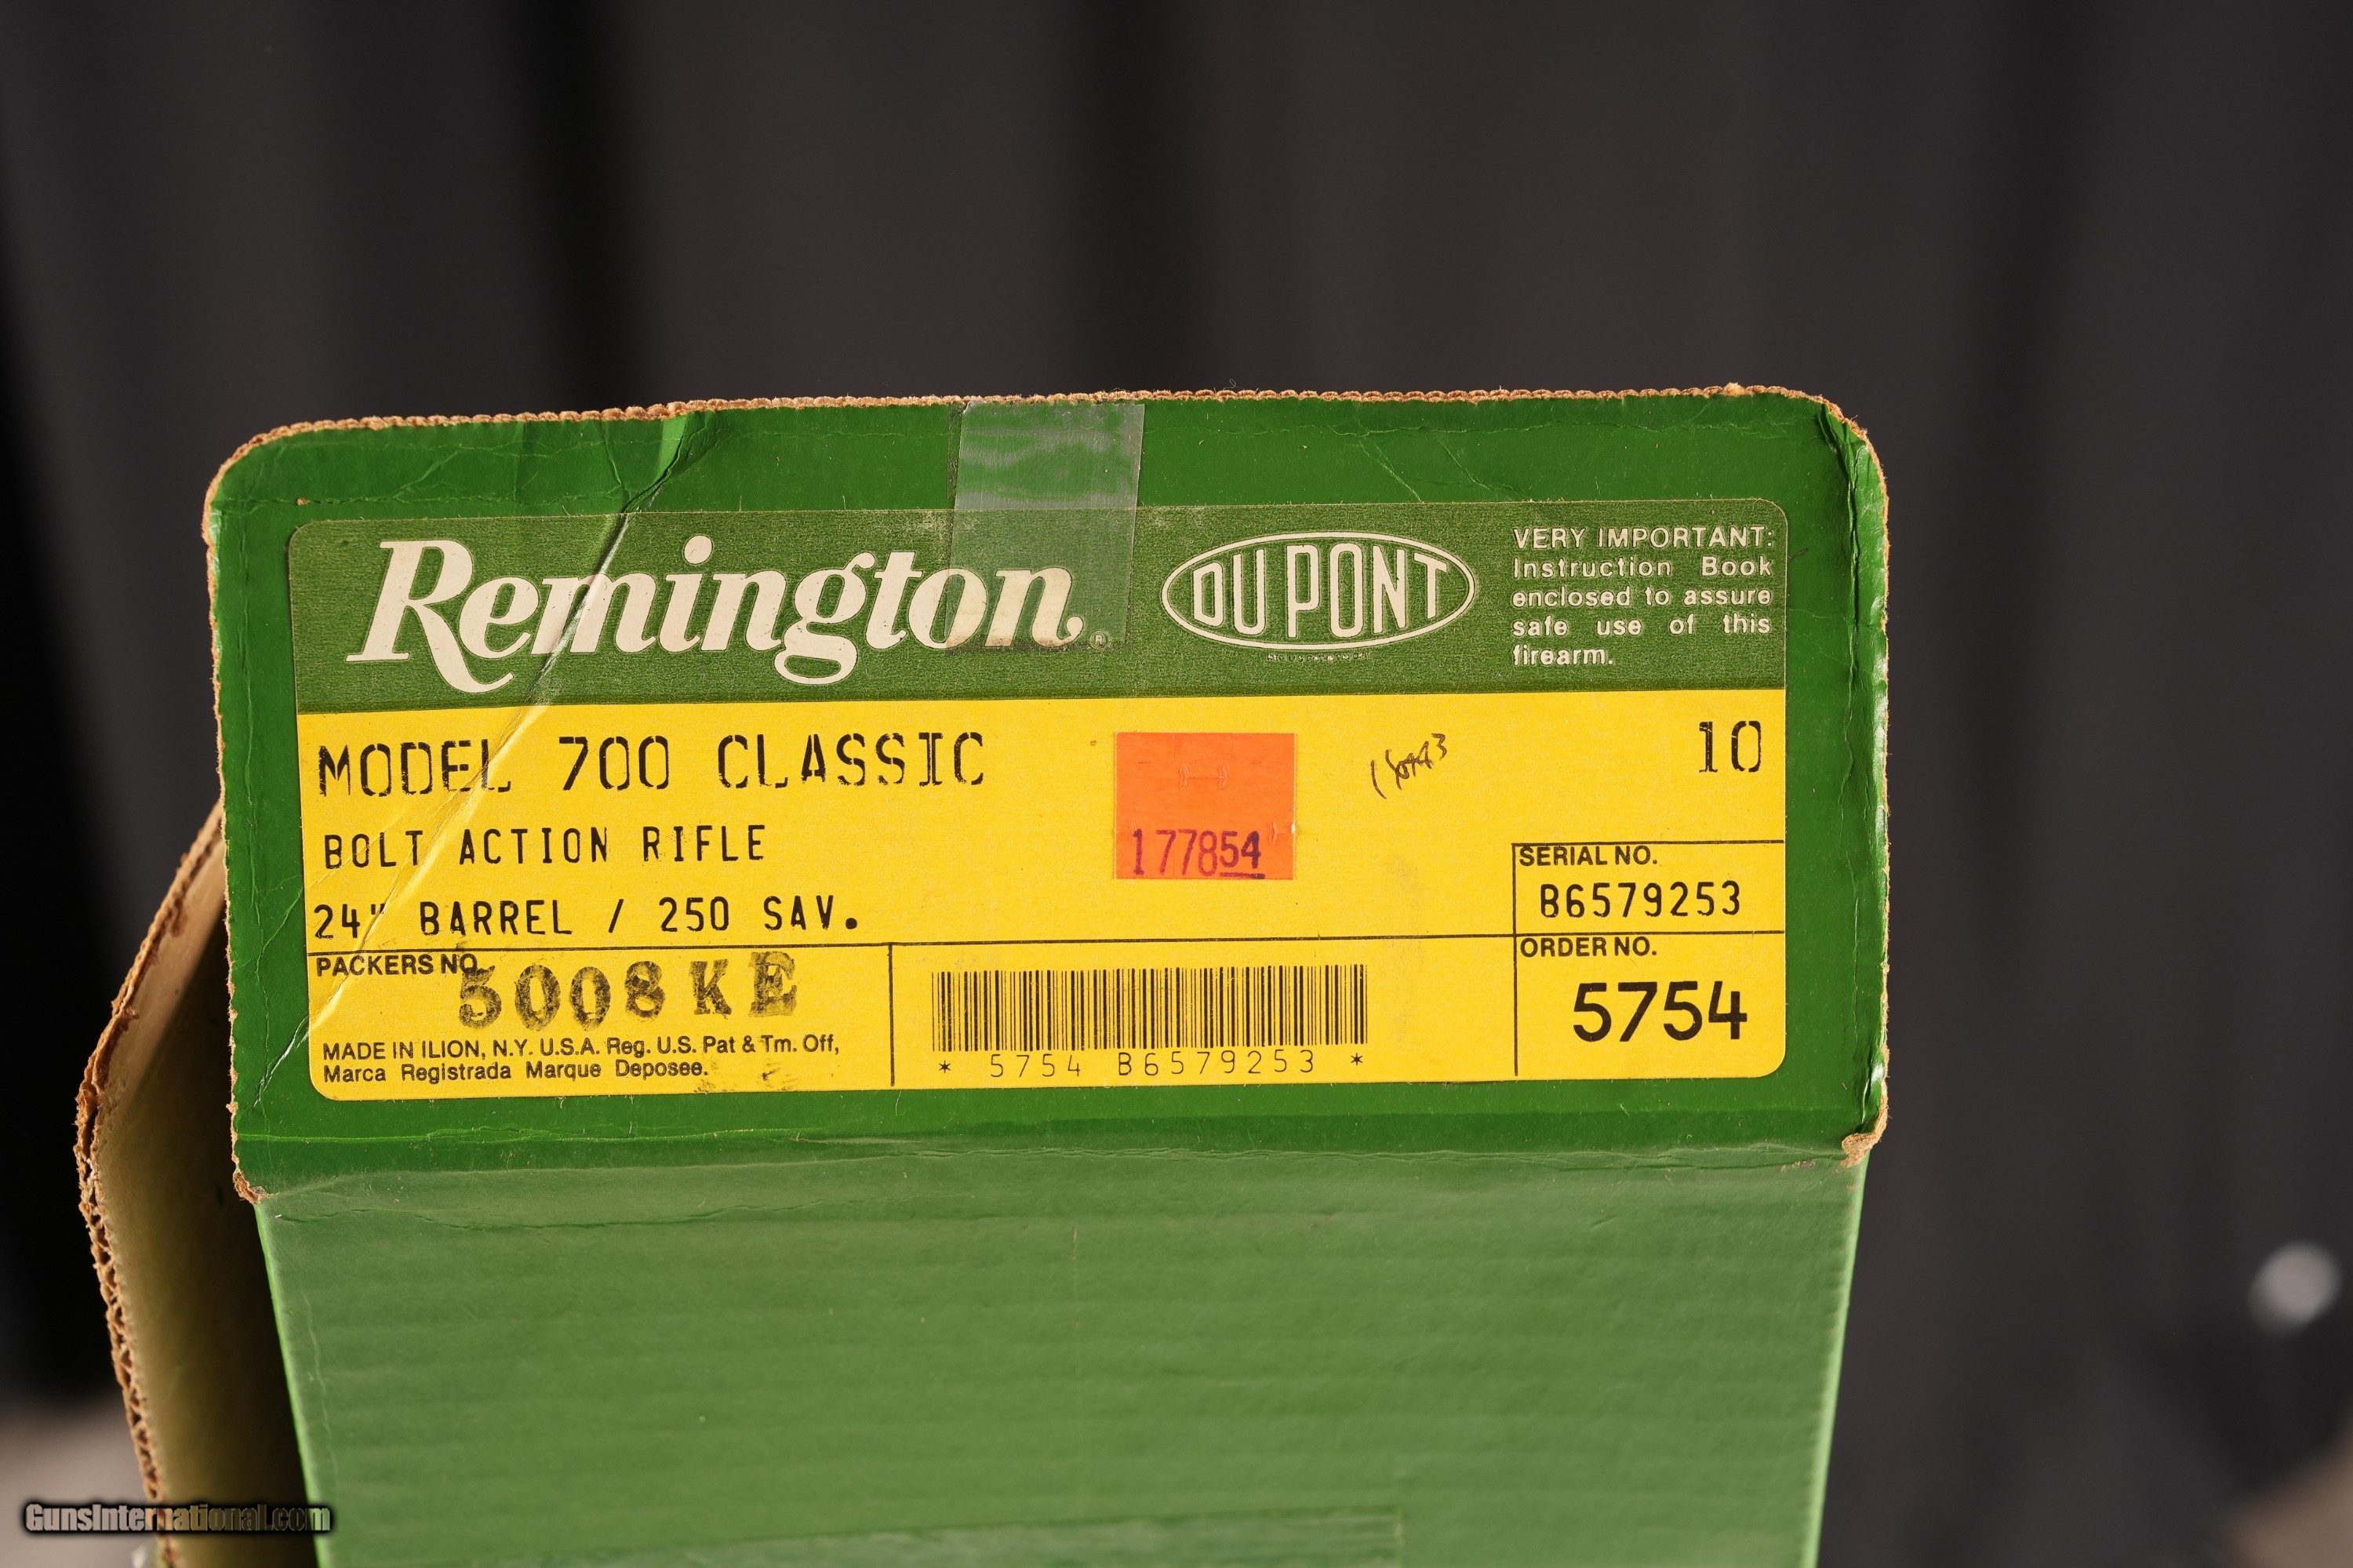 Remington®
DU PONT
VERY IMPORTANT:
Instruction Book
enclosed to assure
safe use of this
firearm.
MODEL 700 CLASSIC
10
BOLT ACTION RIFLE
177854
24" BARREL / 250 SAV.
SERIAL NO.
B6579253
PACKERS NO.
5008 KE
ORDER NO.
5754
MADE IN ILION, N.Y. U.S.A. Reg. U.S. Pat & Tm. Off,
Marca Registrada Marque Deposee.
* 5754 B6579253 *
GunsInternational.com